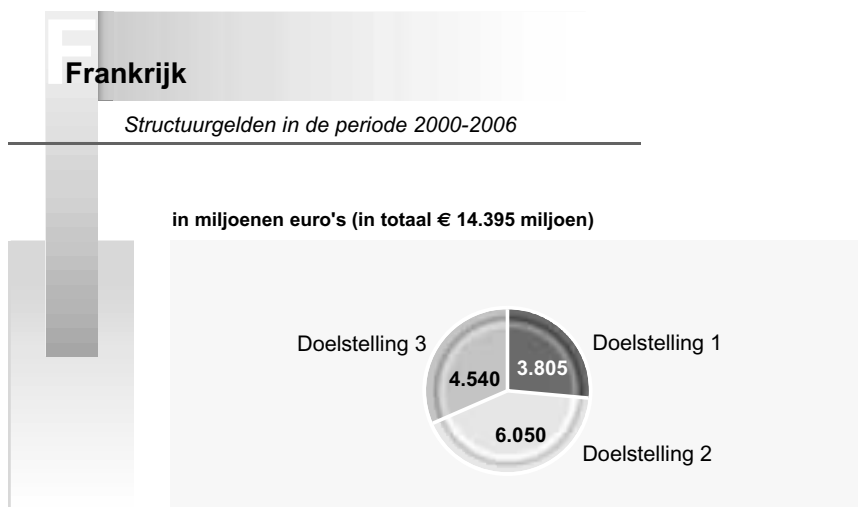 F
Frankrijk
Structuurgelden in de periode 2000-2006
in miljoenen euro's (in totaal € 14.395 miljoen)
Doelstelling 3
Doelstelling 1
4.540
3.805
6.050
Doelstelling 2